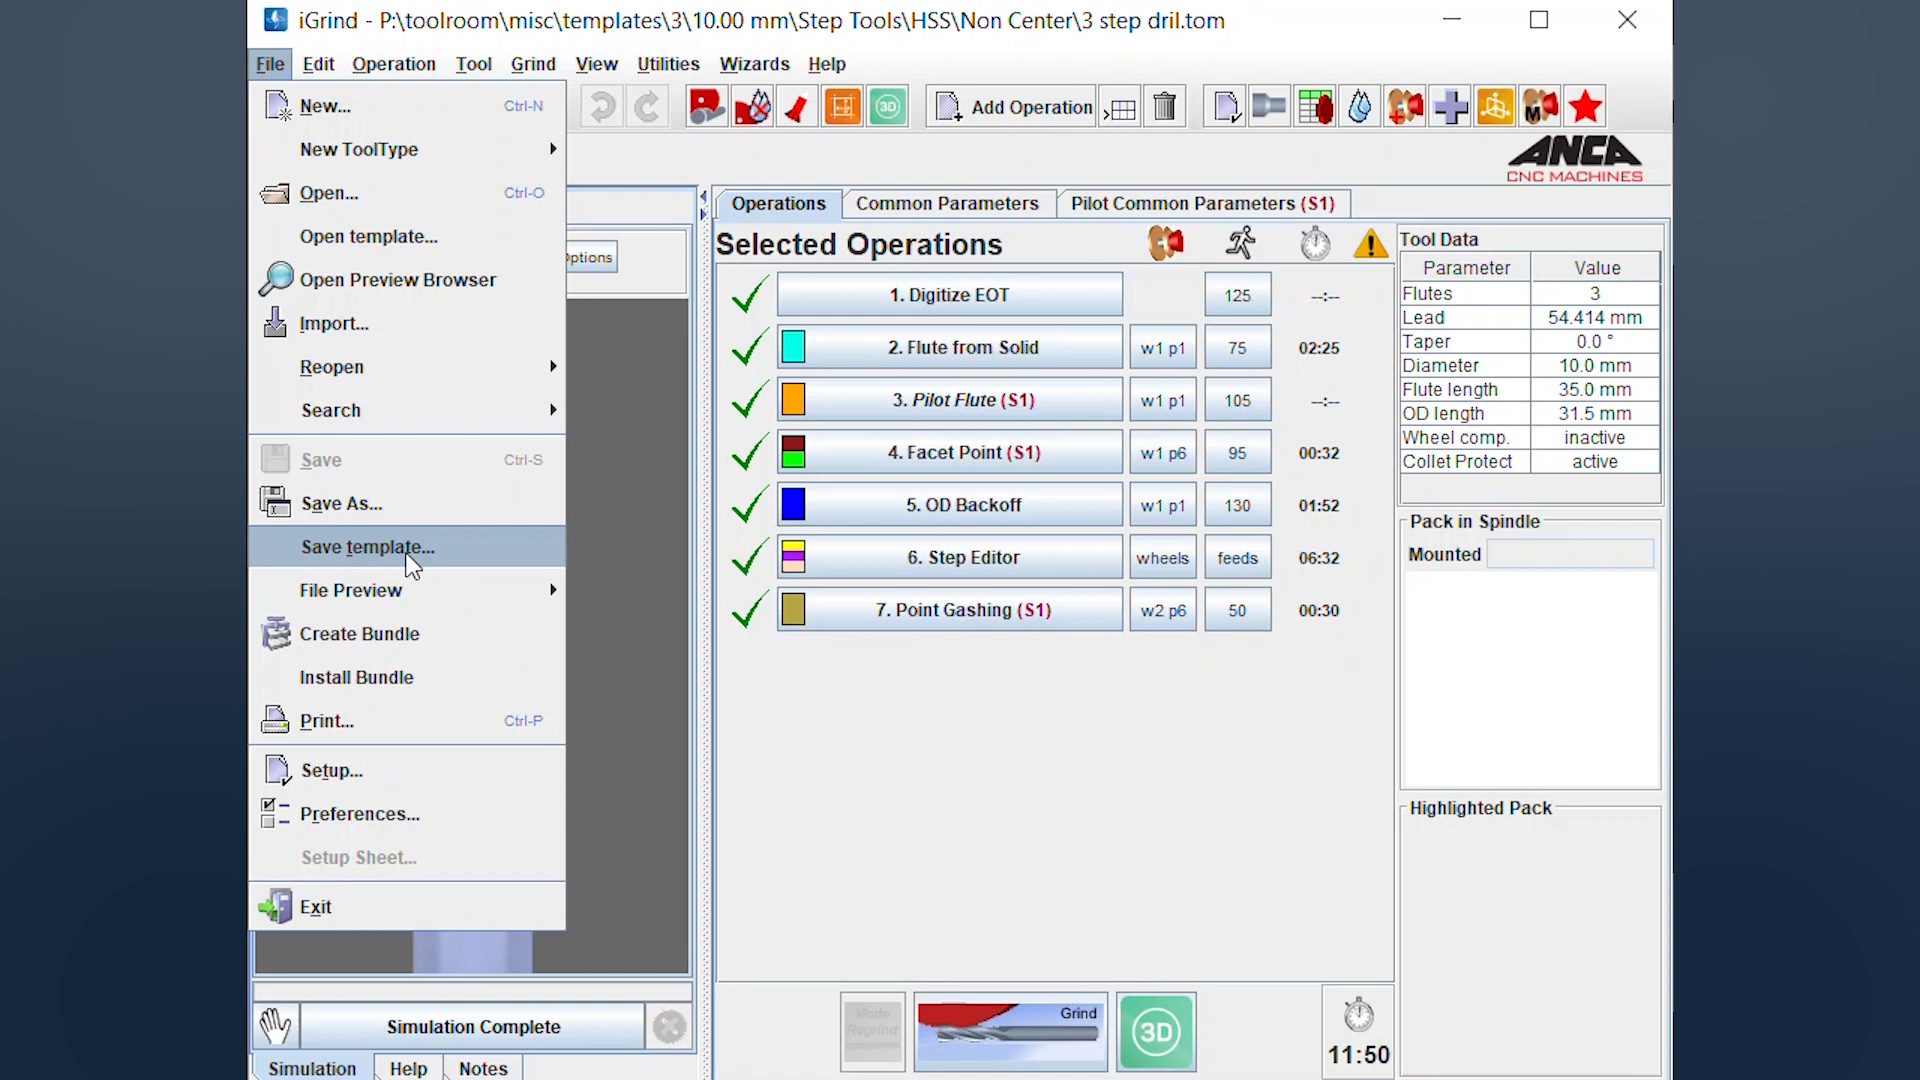 iGrind - P:\toolroom\misc\templates\3\10.00 mm\Step Tools\HSS\Non Center\3 step dril.tom
File Edit Operation Tool Grind View Utilities Wizards Help
New... Ctrl-N
New ToolType
Open... Ctrl-O
Open template...
Open Preview Browser
Import...
Reopen
Search
Save Ctrl-S
Save As...
Save template...
File Preview
Create Bundle
Install Bundle
Print... Ctrl-P
Setup...
Preferences...
Setup Sheet...
Exit
3D
Add Operation
M
ANCA
CNC MACHINES
ptions
Operations Common Parameters Pilot Common Parameters (S1)
Selected Operations
1. Digitize EOT 125 --:--
2. Flute from Solid w1 p1 75 02:25
3. Pilot Flute (S1) w1 p1 105 --:--
4. Facet Point (S1) w1 p6 95 00:32
5. OD Backoff w1 p1 130 01:52
6. Step Editor wheels feeds 06:32
7. Point Gashing (S1) w2 p6 50 00:30
Tool Data
Parameter Value
Flutes 3
Lead 54.414 mm
Taper 0.0 °
Diameter 10.0 mm
Flute length 35.0 mm
OD length 31.5 mm
Wheel comp. inactive
Collet Protect active
Pack in Spindle
Mounted
Highlighted Pack
Simulation Complete
Simulation Help Notes
Mode
Regrind
Grind
3D
11:50